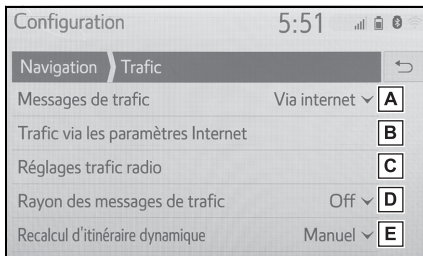 Configuration 5:51
Navigation Trafic
Messages de trafic Via internet A
Trafic via les paramètres Internet B
Réglages trafic radio C
Rayon des messages de trafic Off D
Recalcul d'itinéraire dynamique Manuel E